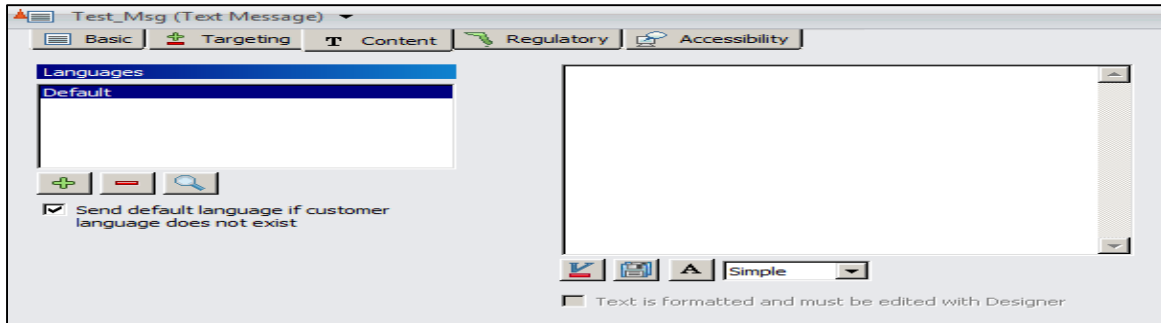 Test_Msg (Text Message)
Basic Targeting T Content Regulatory Accessibility
Languages
Default
Send default language if customer
language does not exist
A Simple
Text is formatted and must be edited with Designer